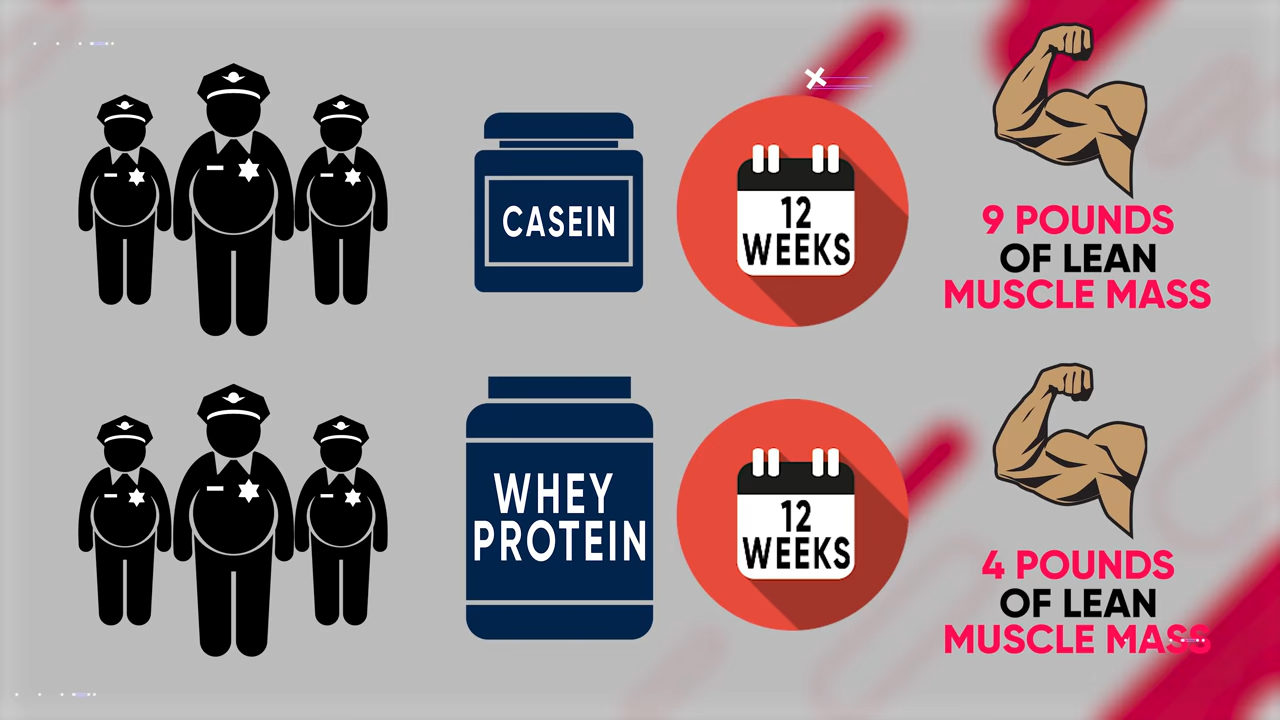 CASEIN
12
WEEKS
9 POUNDS
OF LEAN
MUSCLE MASS
WHEY
PROTEIN
12
WEEKS
4 POUNDS
OF LEAN
MUSCLE MASS